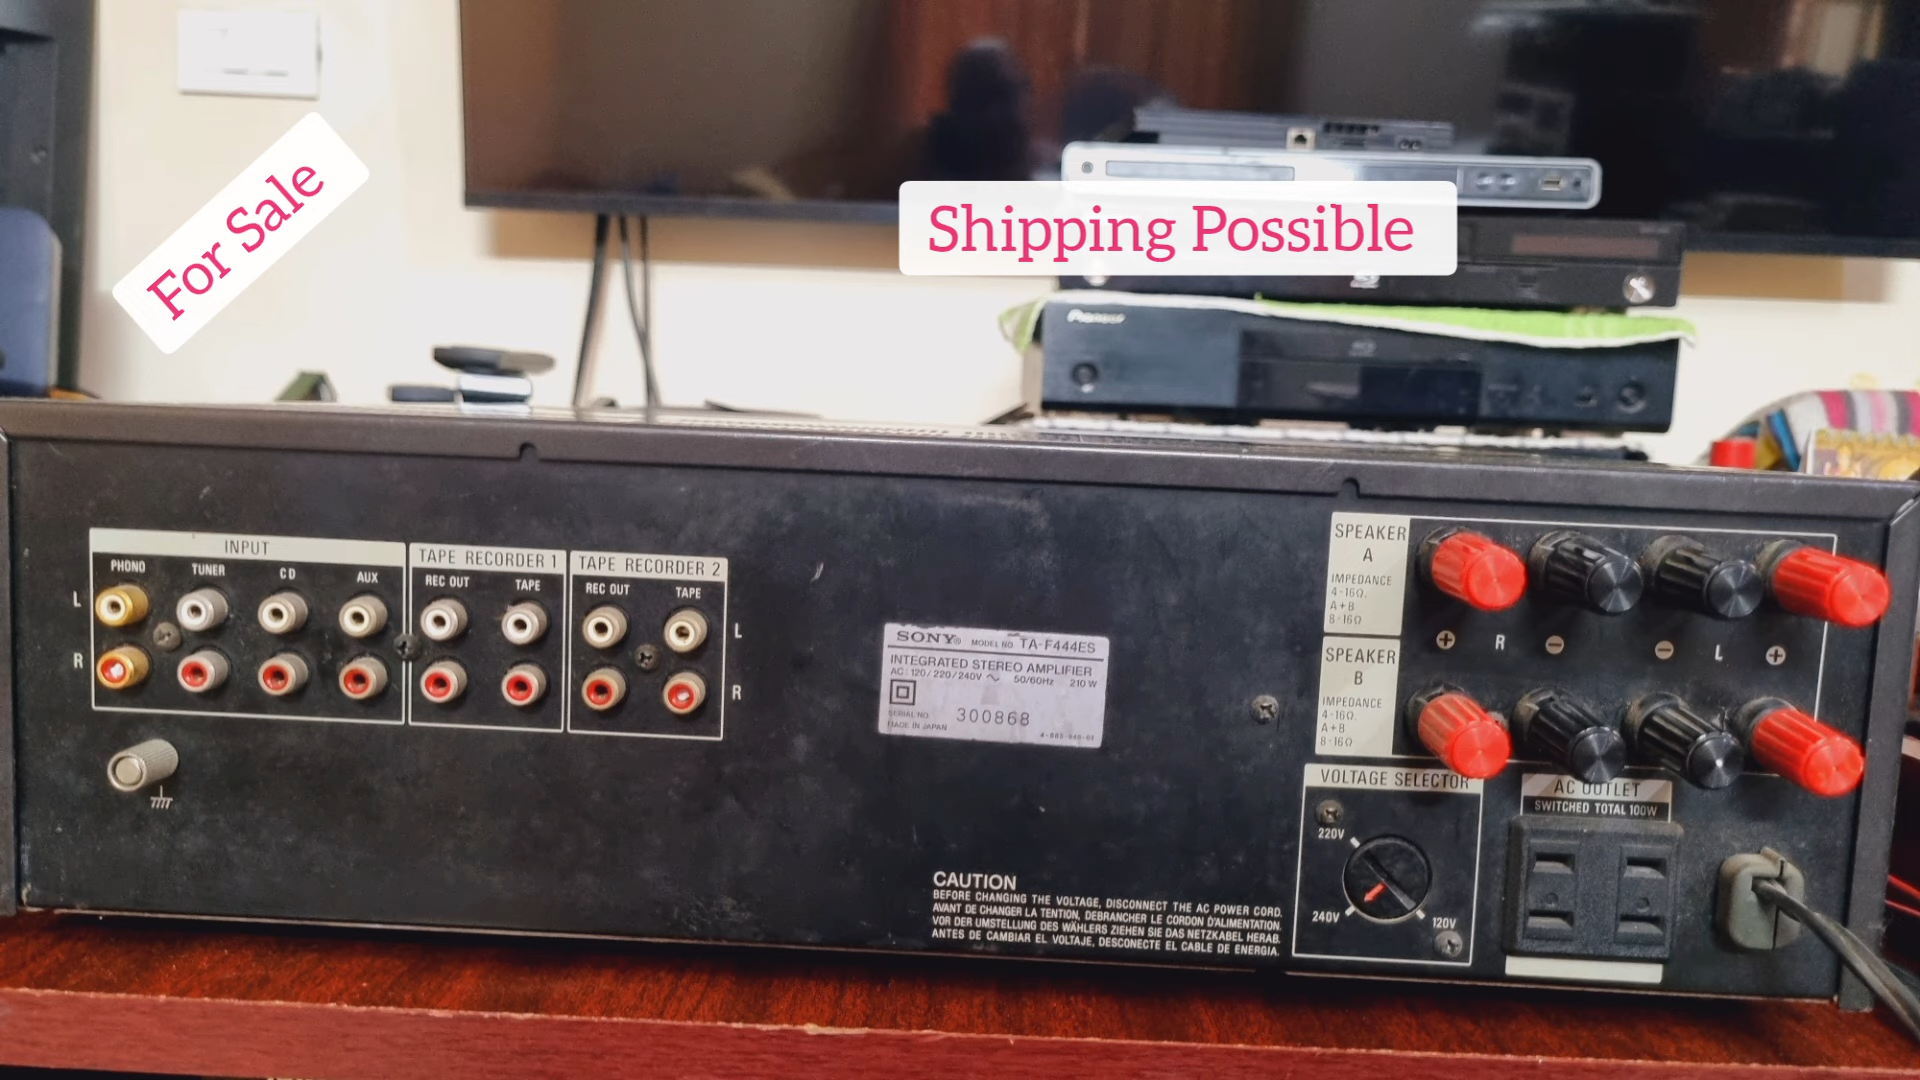 For Sale
Shipping Possible
Pioneer
INPUT
PHONO TUNER CD AUX
TAPE RECORDER 1
REC OUT TAPE
TAPE RECORDER 2
REC OUT TAPE
L
R
L
R
SONY® MODEL NO. TA-F444ES
INTEGRATED STEREO AMPLIFIER
AC: 120/220/240V ~ 50/60Hz 210 W
SERIAL NO. 300868
MADE IN JAPAN
SPEAKER
A
IMPEDANCE
4-16Ω.
A+B
8-16Ω
+ R − − L +
SPEAKER
B
IMPEDANCE
4-16Ω.
A+B
8-16Ω
VOLTAGE SELECTOR
220V
240V
120V
AC OUTLET
SWITCHED TOTAL 100W
CAUTION
BEFORE CHANGING THE VOLTAGE, DISCONNECT THE AC POWER CORD.
AVANT DE CHANGER LA TENTION, DEBRANCHER LE CORDON D'ALIMENTATION.
VOR DER UMSTELLUNG DES WÄHLERS ZIEHEN SIE DAS NETZKABEL HERAB.
ANTES DE CAMBIAR EL VOLTAJE, DESCONECTE EL CABLE DE ENERGIA.